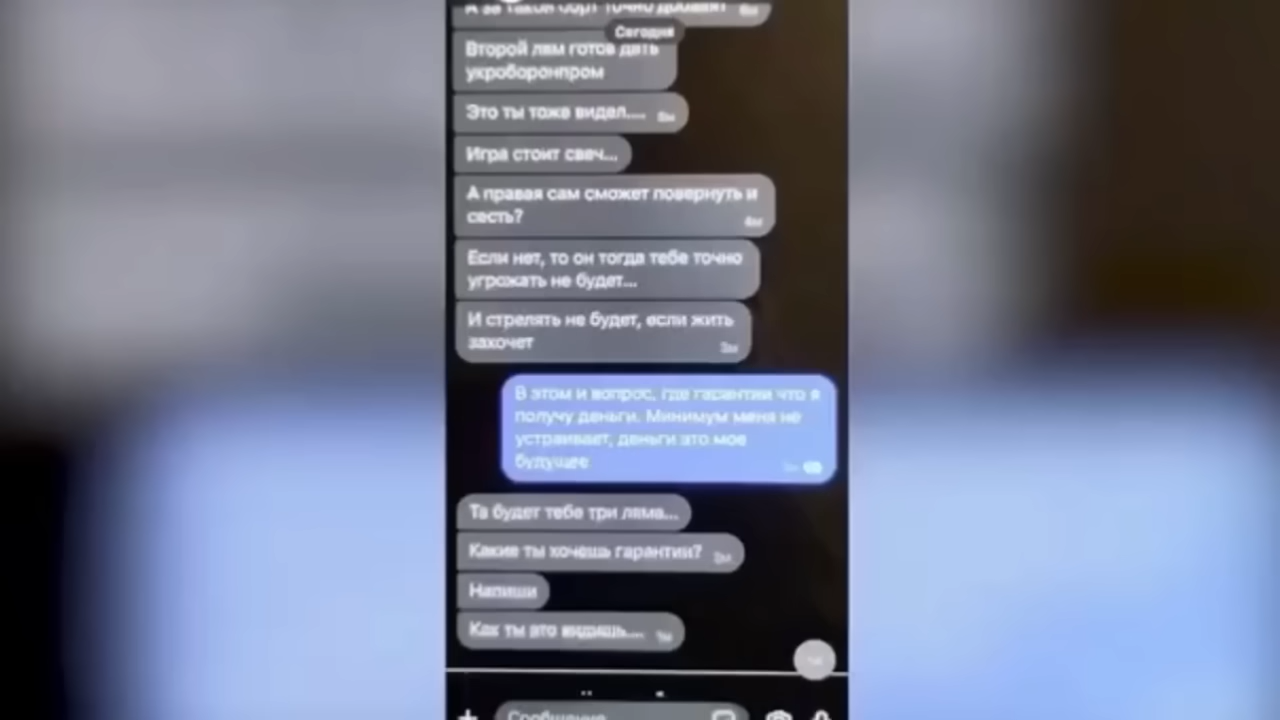 А за такой борт точно добавят
Сегодня
Второй лям готов дать
укроборонпром
Это ты тоже видел....
Игра стоит свеч...
А правая сам сможет повернуть и
сесть?
Если нет, то он тогда тебе точно
угрожать не будет...
И стрелять не будет, если жить
захочет
В этом и вопрос, где гарантии что я
получу деньги. Минимум меня не
устраивает, деньги это мое
будущее
Та будет тебе три ляма...
Какие ты хочешь гарантии?
Напиши
Как ты это видишь....
Сообщение